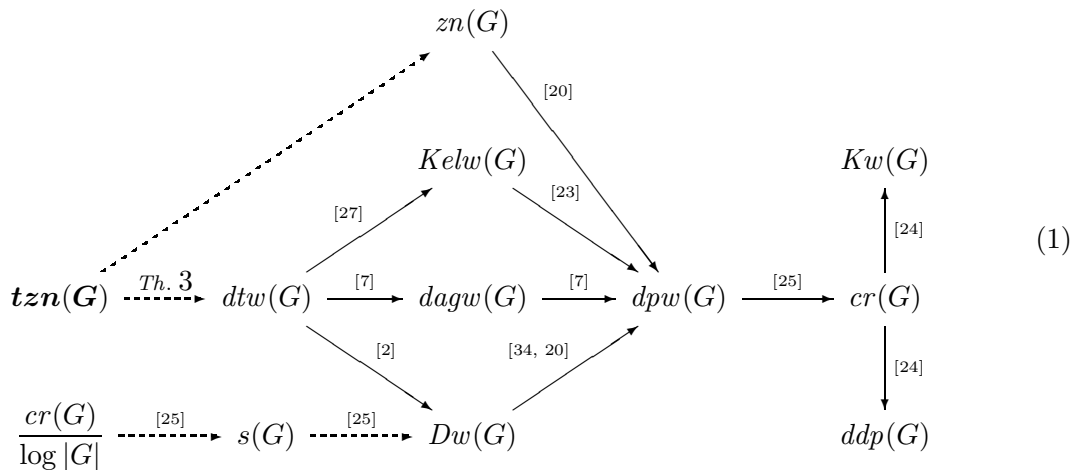 zn(G)
[20]
Kelw(G)
Kw(G)
[23]
[27]
[24]
(1)
tzn(G) Th. 3 dtw(G) [7] dagw(G) [7] dpw(G) [25] cr(G)
[2]
[34, 20]
[24]
cr(G)
log |G|
[25] s(G) [25] Dw(G)
ddp(G)